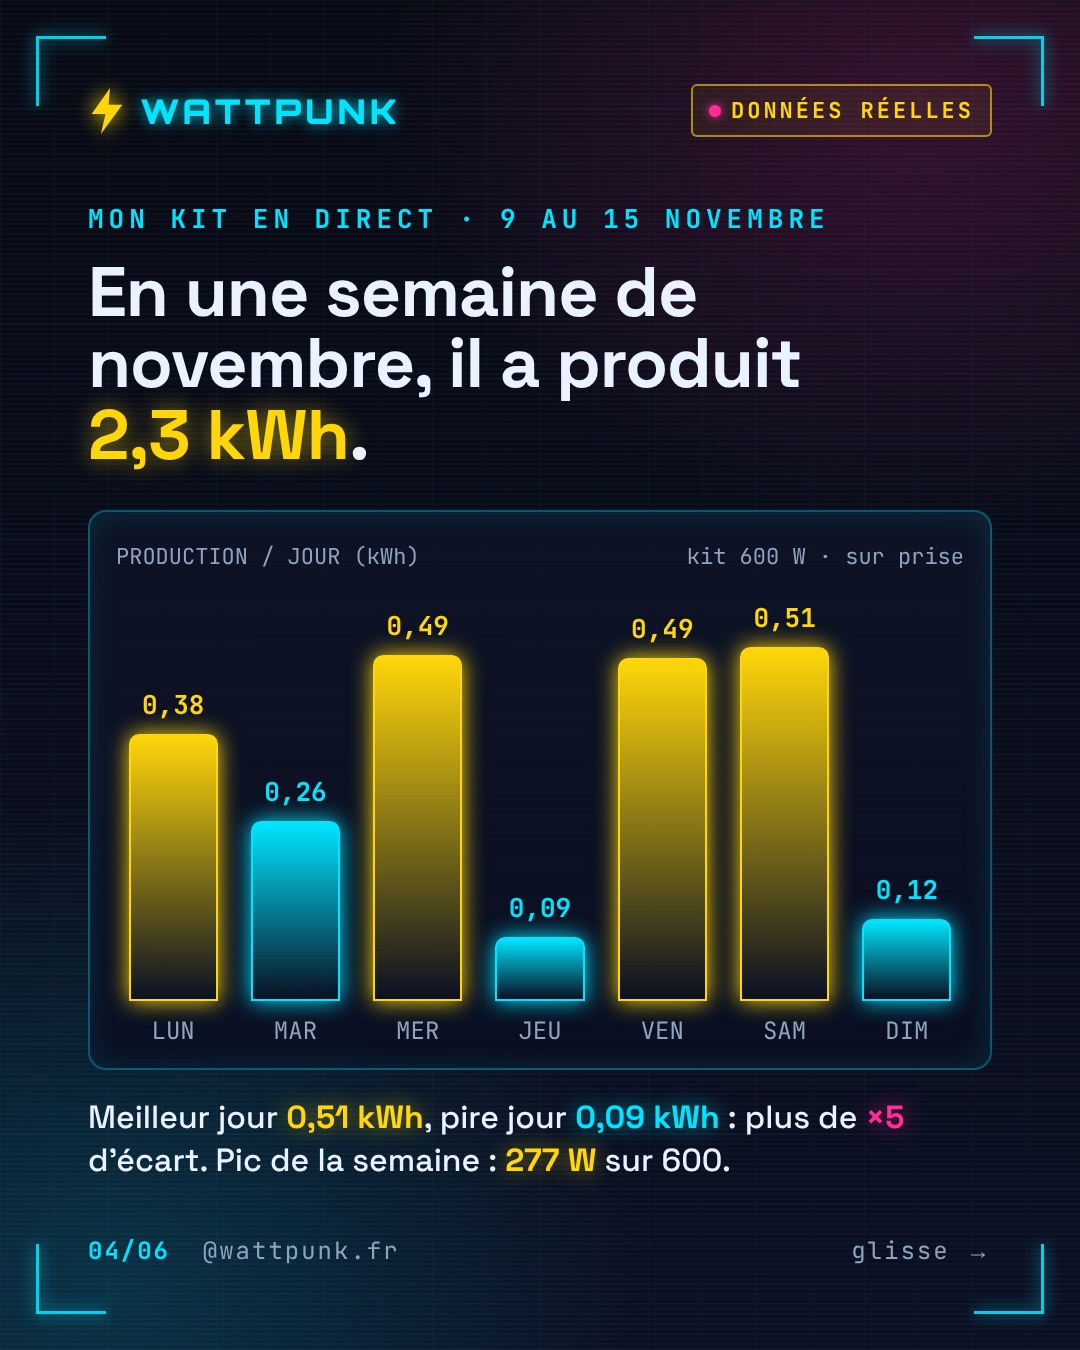 WATTPUNK
DONNÉES RÉELLES
MON KIT EN DIRECT · 9 AU 15 NOVEMBRE
En une semaine de
novembre, il a produit
2,3 kWh.
PRODUCTION / JOUR (kWh)
kit 600 W · sur prise
0,38
0,26
0,49
0,09
0,49
0,51
0,12
LUN
MAR
MER
JEU
VEN
SAM
DIM
Meilleur jour 0,51 kWh, pire jour 0,09 kWh : plus de ×5
d’écart. Pic de la semaine : 277 W sur 600.
04/06
@wattpunk.fr
glisse →